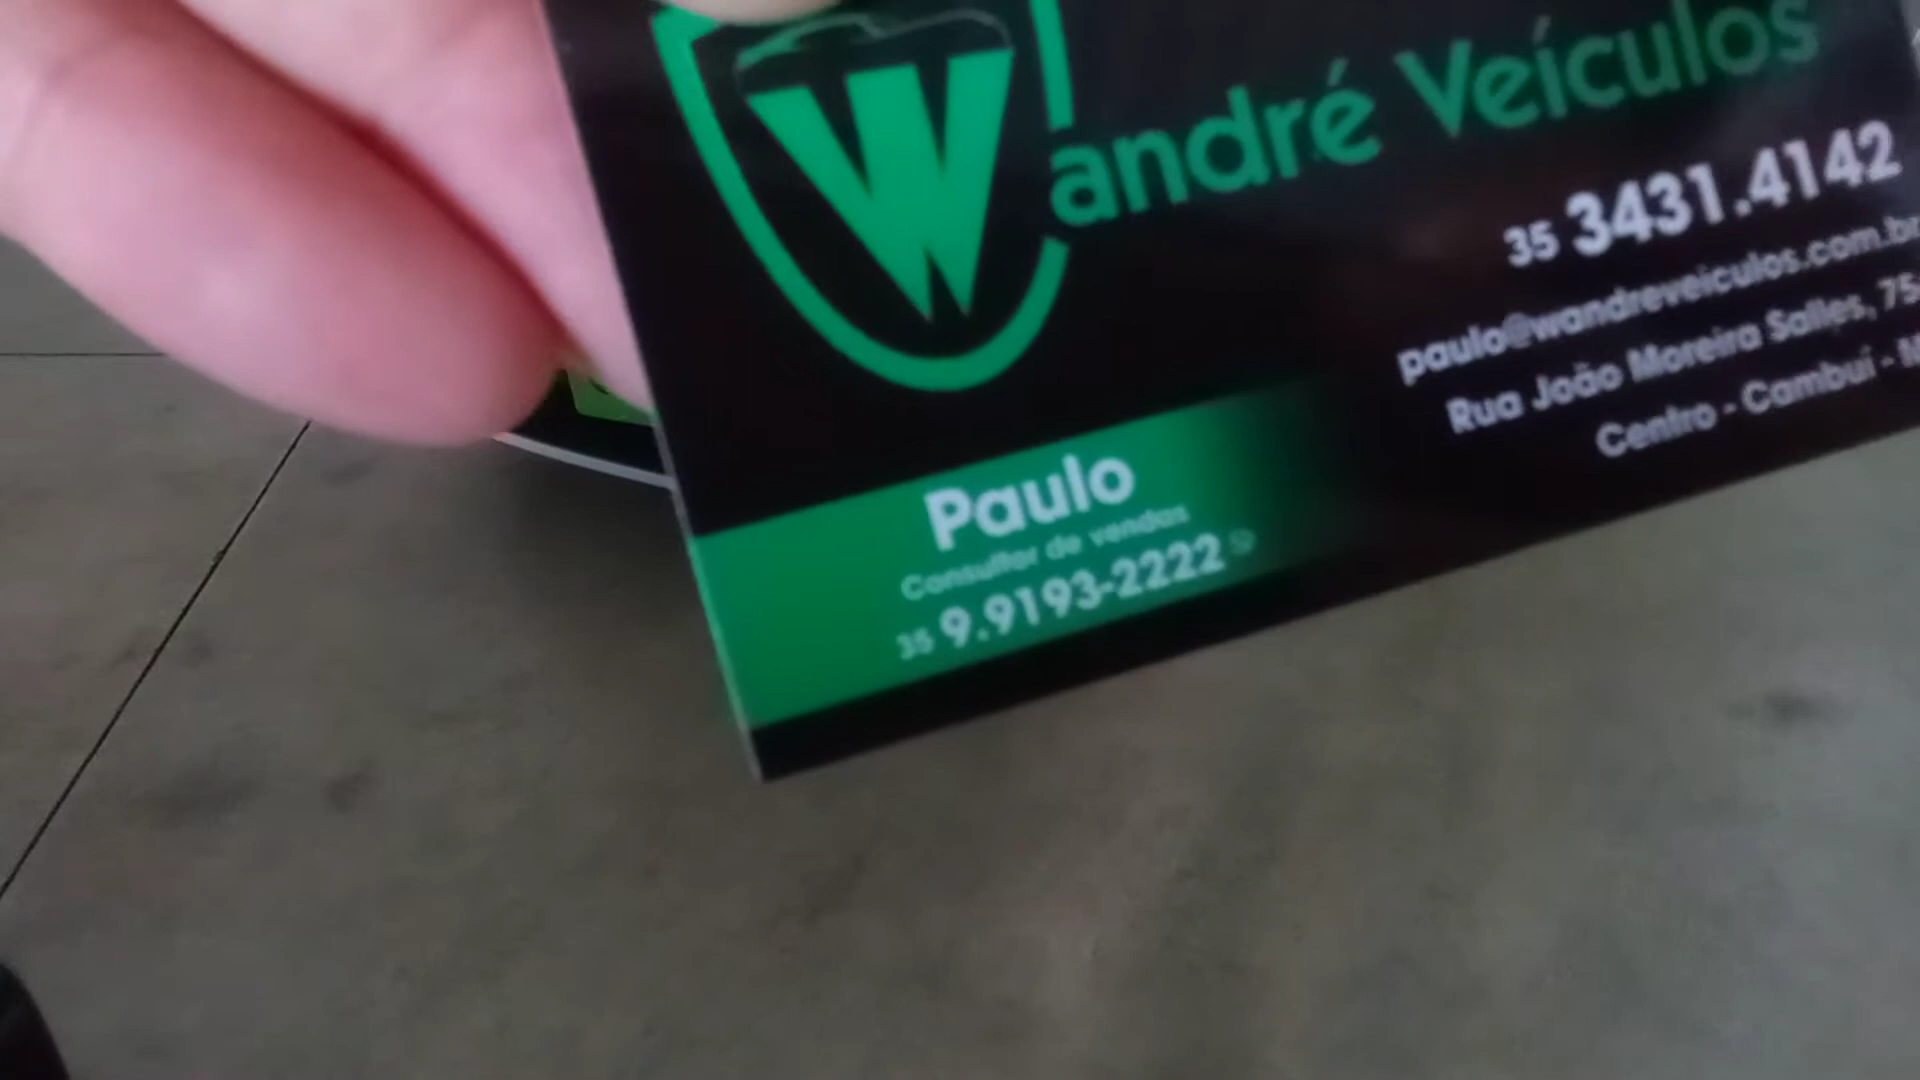 Wandré Veículos
35 3431.4142
paulo@wandreveiculos.com.br
Rua João Moreira Salles, 75
Centro - Cambuí - M
Paulo
Consultor de vendas
35 9.9193-2222